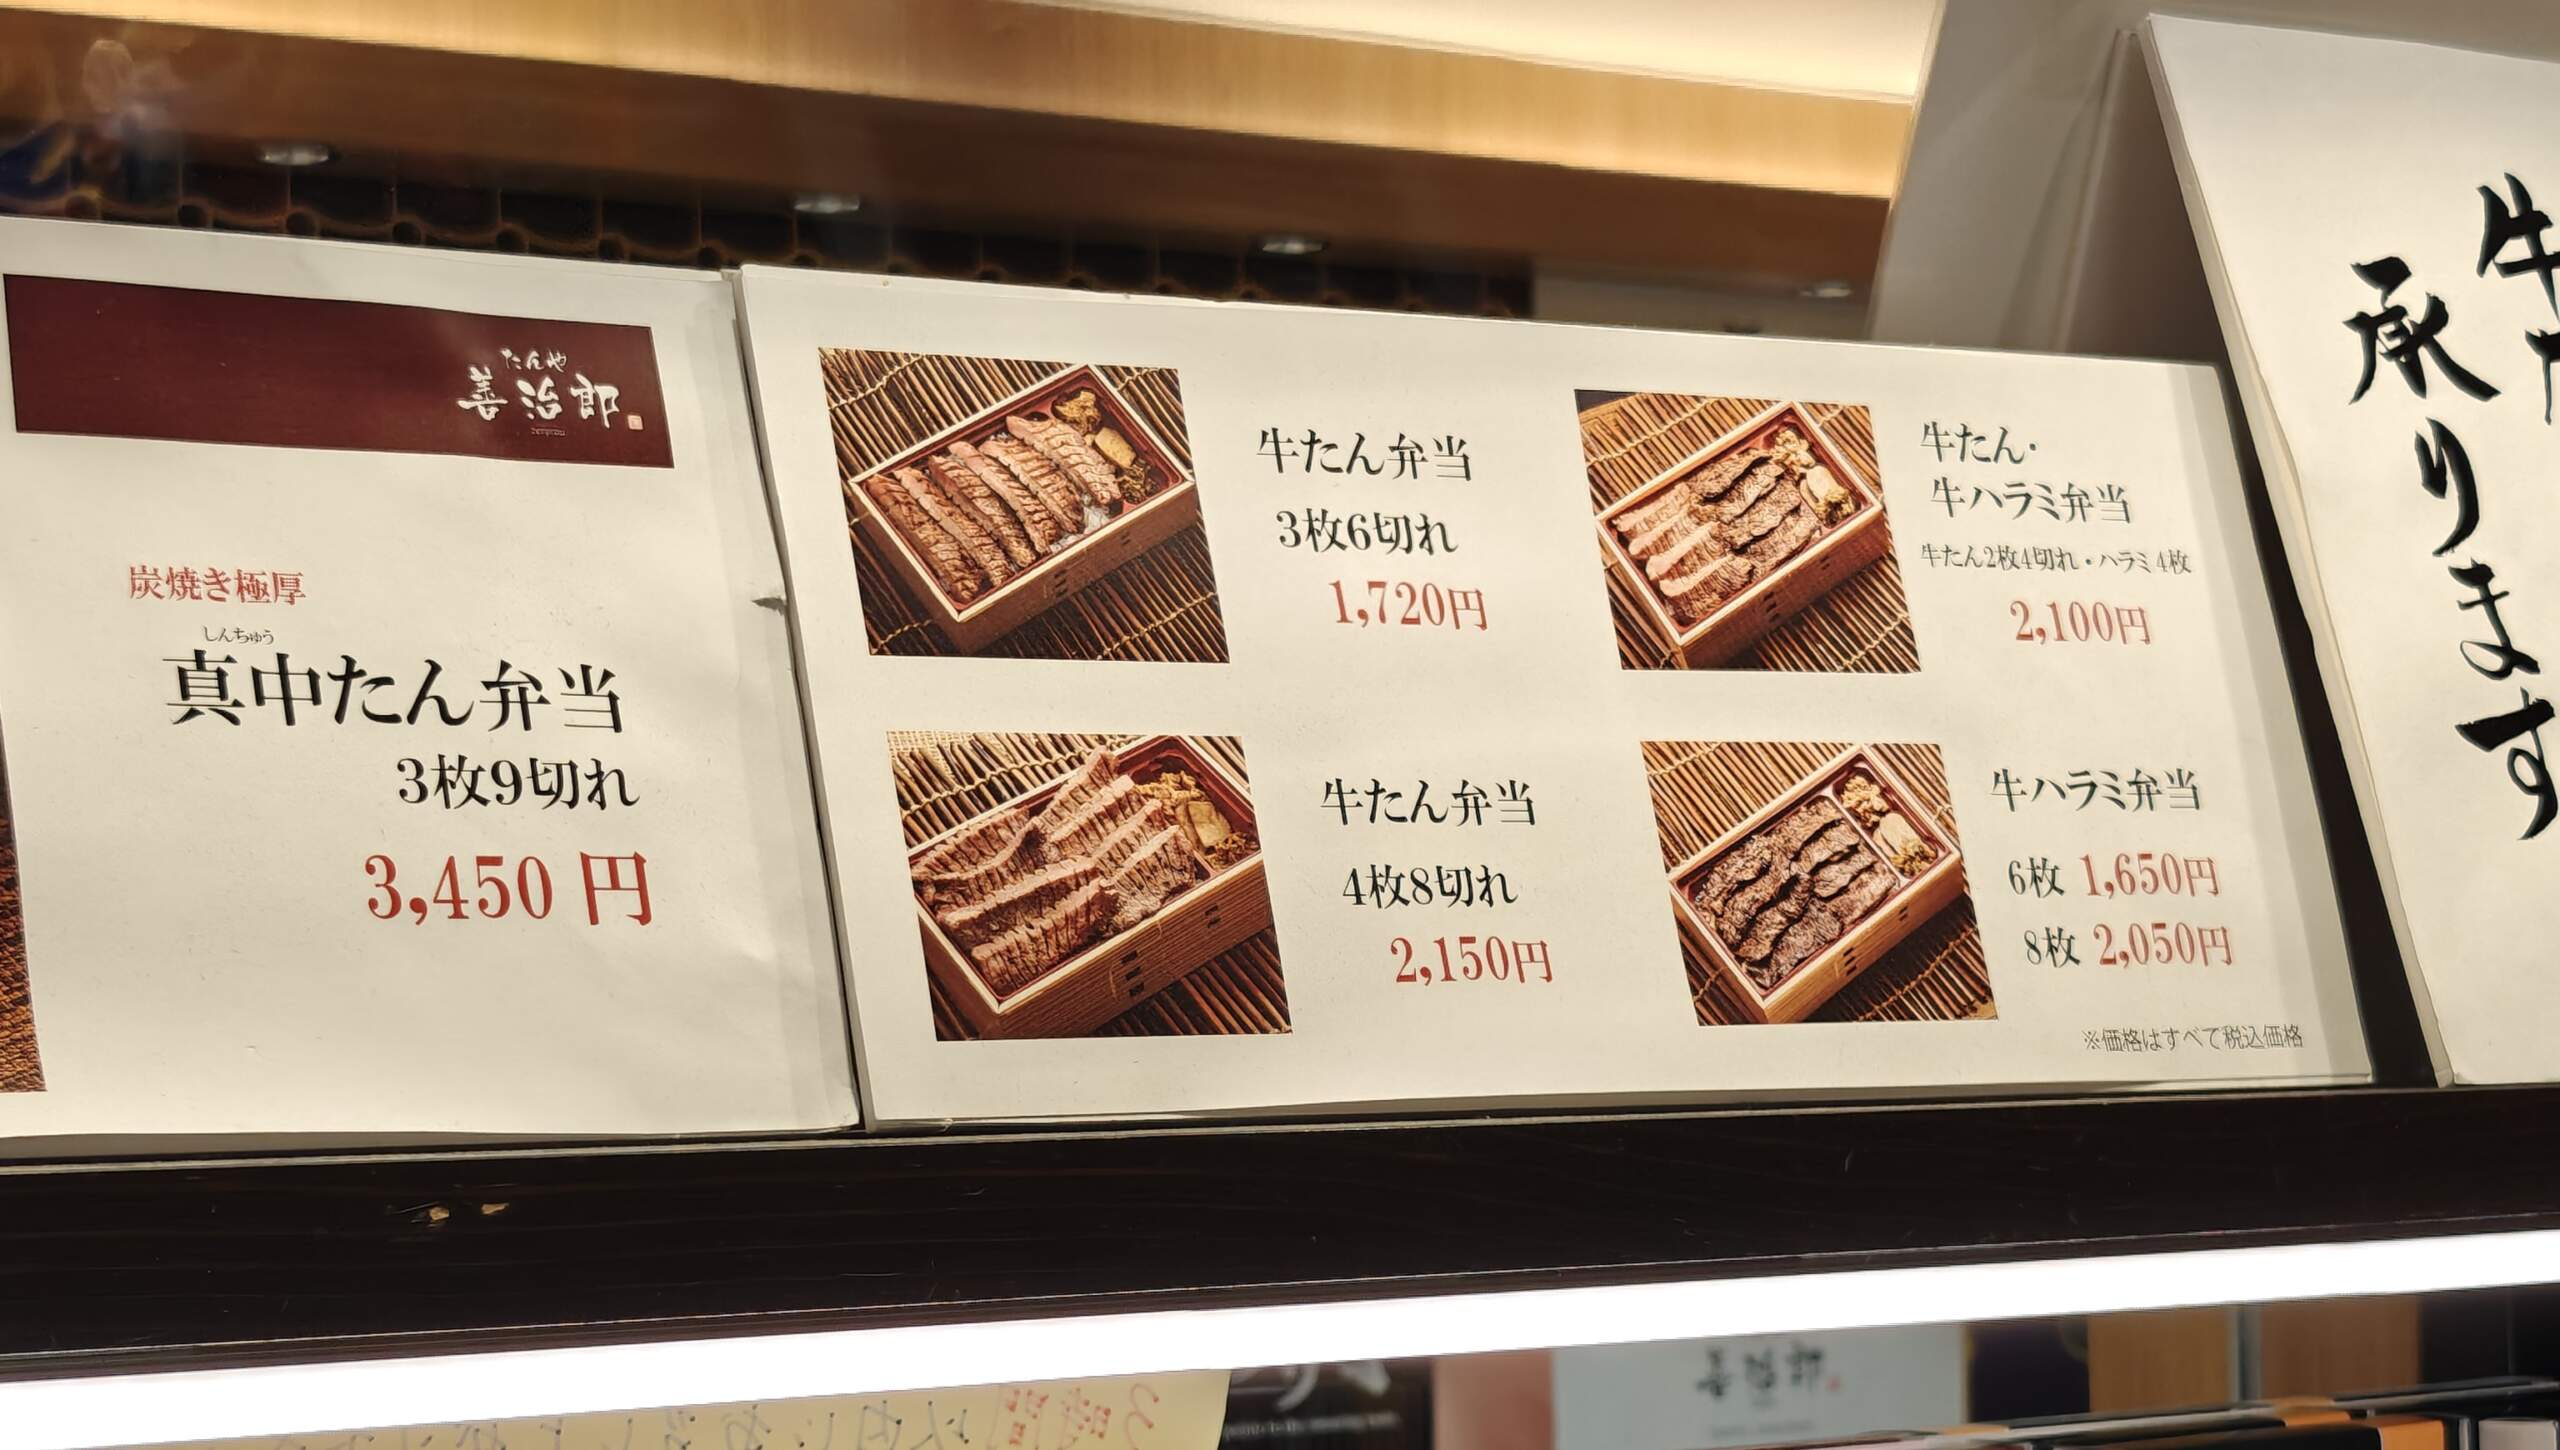 たんや
善治郎
炭焼き極厚
しんちゅう
真中たん弁当
3枚9切れ
3,450円
牛たん弁当
3枚6切れ
1,720円
牛たん・
牛ハラミ弁当
牛たん2枚4切れ・ハラミ4枚
2,100円
牛たん弁当
4枚8切れ
2,150円
牛ハラミ弁当
6枚 1,650円
8枚 2,050円
※価格はすべて税込価格
牛た
承ります
善治郎